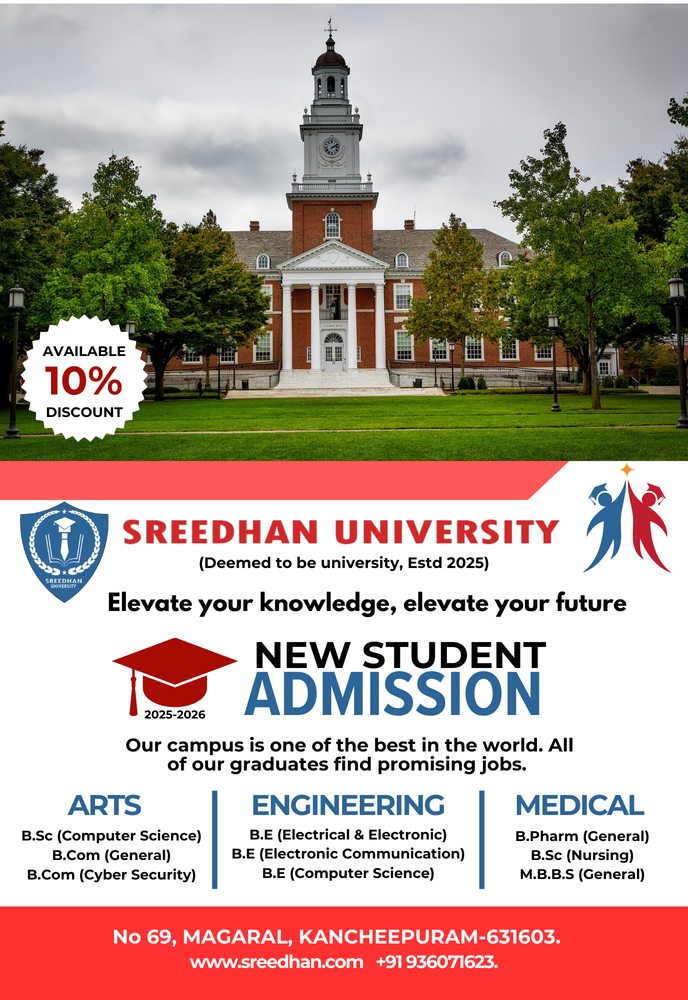 AVAILABLE
10%
DISCOUNT
SREEDHAN UNIVERSITY
SREEDHAN
UNIVERSITY
(Deemed to be university, Estd 2025)
Elevate your knowledge, elevate your future
NEW STUDENT
ADMISSION
2025-2026
Our campus is one of the best in the world. All
of our graduates find promising jobs.
ARTS
B.Sc (Computer Science)
B.Com (General)
B.Com (Cyber Security)
ENGINEERING
B.E (Electrical & Electronic)
B.E (Electronic Communication)
B.E (Computer Science)
MEDICAL
B.Pharm (General)
B.Sc (Nursing)
M.B.B.S (General)
No 69, MAGARAL, KANCHEEPURAM-631603.
www.sreedhan.com +91 936071623.